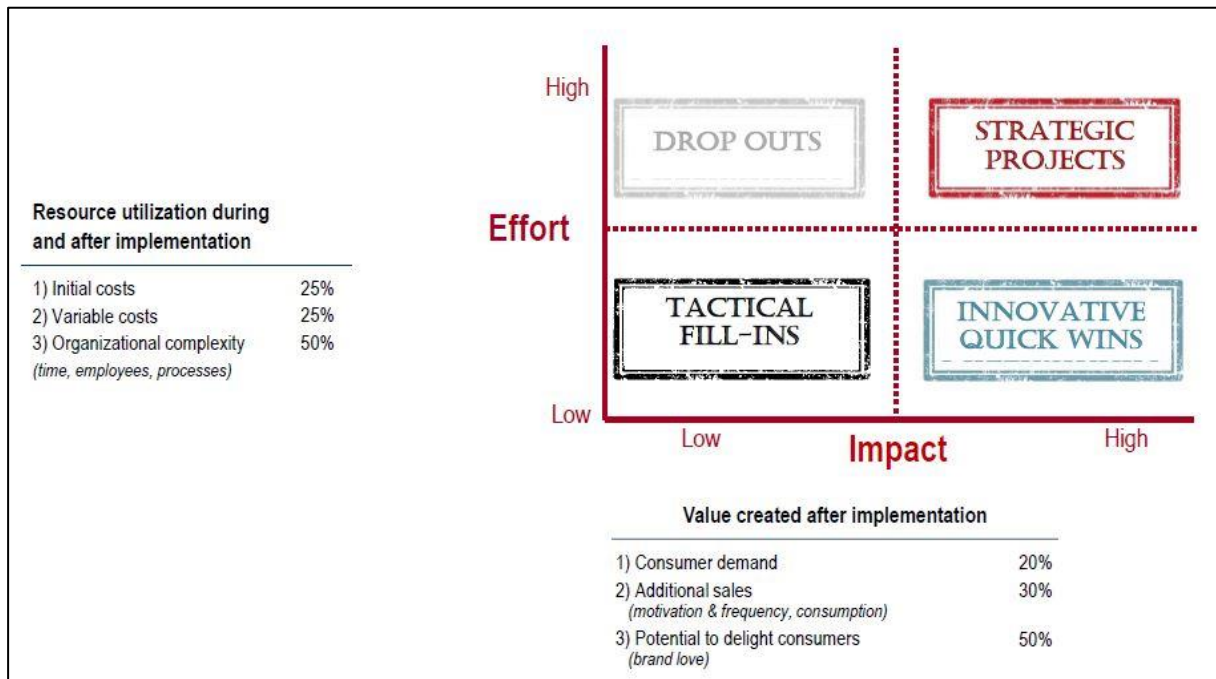 High
DROP OUTS
STRATEGIC
PROJECTS
Resource utilization during
and after implementation
Effort
1) Initial costs 25%
2) Variable costs 25%
3) Organizational complexity 50%
(time, employees, processes)
TACTICAL
FILL-INS
INNOVATIVE
QUICK WINS
Low
Low
Impact
High
Value created after implementation
1) Consumer demand 20%
2) Additional sales 30%
(motivation & frequency, consumption)
3) Potential to delight consumers 50%
(brand love)